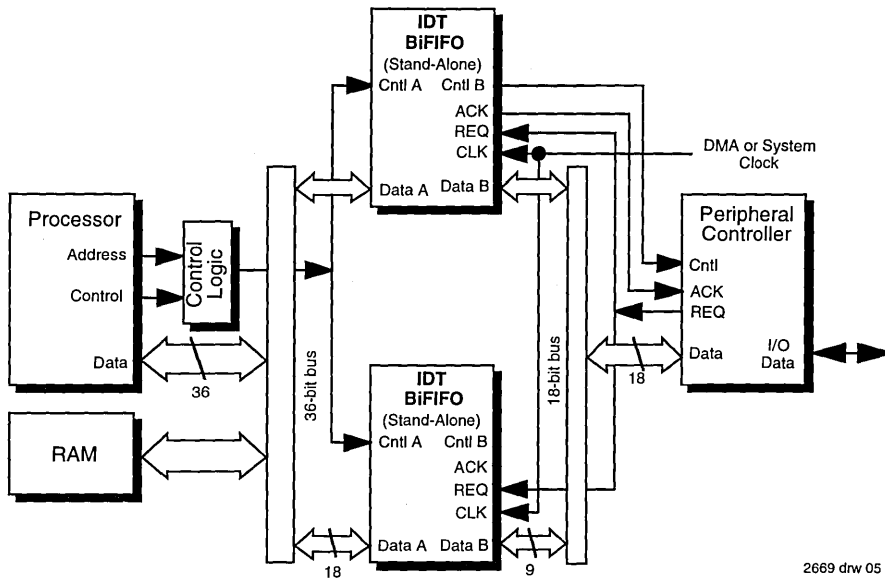 IDT
BiFIFO
(Stand-Alone)
Cntl A
Cntl B
ACK
REQ
CLK
Data A
Data B
DMA or System
Clock
Processor
Address
Control
Data
36
Control
Logic
RAM
36-bit bus
18-bit bus
Peripheral
Controller
Cntl
ACK
REQ
Data
I/O
Data
18
IDT
BiFIFO
(Stand-Alone)
Cntl A
Cntl B
ACK
REQ
CLK
Data A
Data B
18
9
2669 drw 05